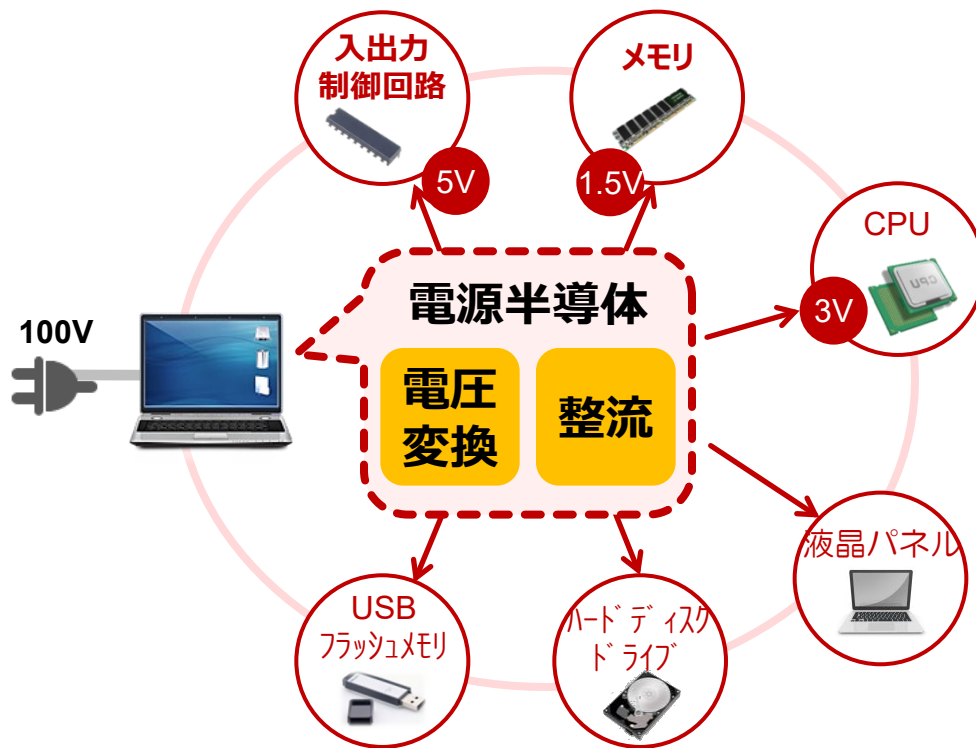 入出力
制御回路
5V
メモリ
1.5V
CPU
3V
100V
電源半導体
電圧
変換
整流
液晶パネル
USB
フラッシュメモリ
ハードディスク
ドライブ
CPU